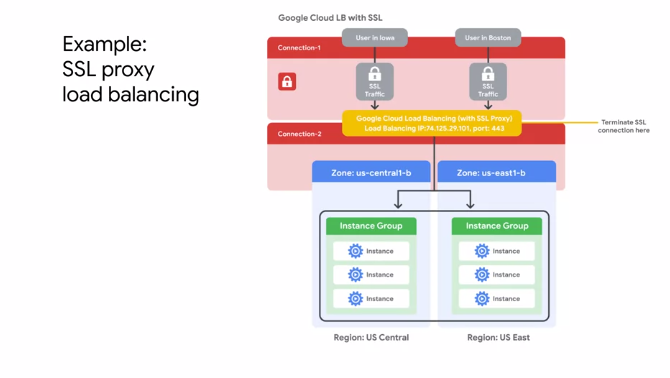 Example:
SSL proxy
load balancing
Google Cloud LB with SSL
User in Iowa
User in Boston
Connection-1
SSL
Traffic
SSL
Traffic
Google Cloud Load Balancing (with SSL Proxy)
Load Balancing IP:74.125.29.101, port: 443
Terminate SSL
connection here
Connection-2
Zone: us-central1-b
Zone: us-east1-b
Instance Group
Instance Group
Instance
Instance
Instance
Instance
Instance
Instance
Region: US Central
Region: US East